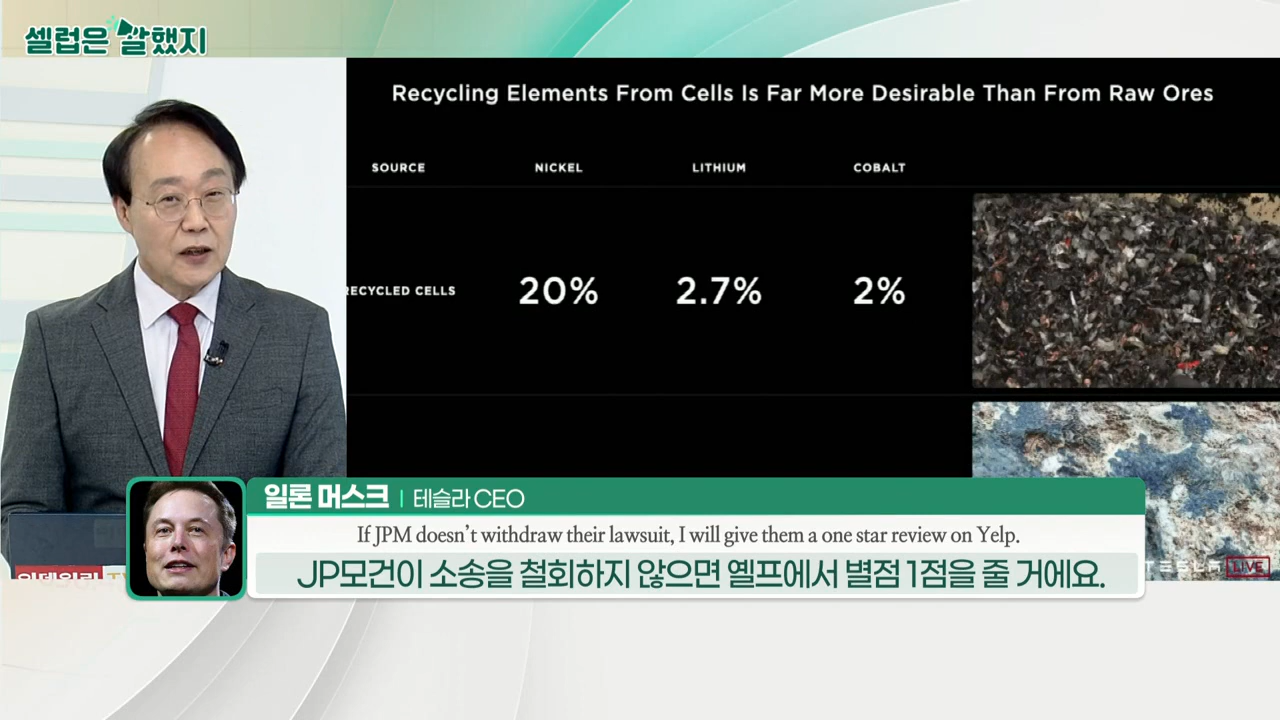 셀럽은 말했지
Recycling Elements From Cells Is Far More Desirable Than From Raw Ores
SOURCE NICKEL LITHIUM COBALT
RECYCLED CELLS 20% 2.7% 2%
일론 머스크 | 테슬라 CEO
If JPM doesn't withdraw their lawsuit, I will give them a one star review on Yelp.
JP모건이 소송을 철회하지 않으면 옐프에서 별점 1점을 줄 거에요.
TESLA LIVE